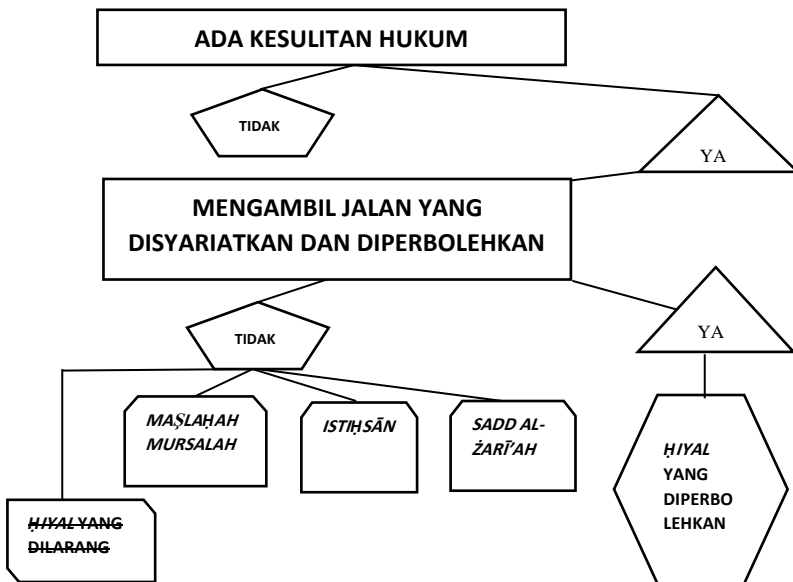 ADA KESULITAN HUKUM
TIDAK
YA
MENGAMBIL JALAN YANG
DISYARIATKAN DAN DIPERBOLEHKAN
TIDAK
YA
MAṢLAḤAH
MURSALAH
ISTIḤSĀN
SADD AL-
ŻARĪ'AH
ḤIYAL
YANG
DIPERBO
LEHKAN
ḤIYAL YANG
DILARANG